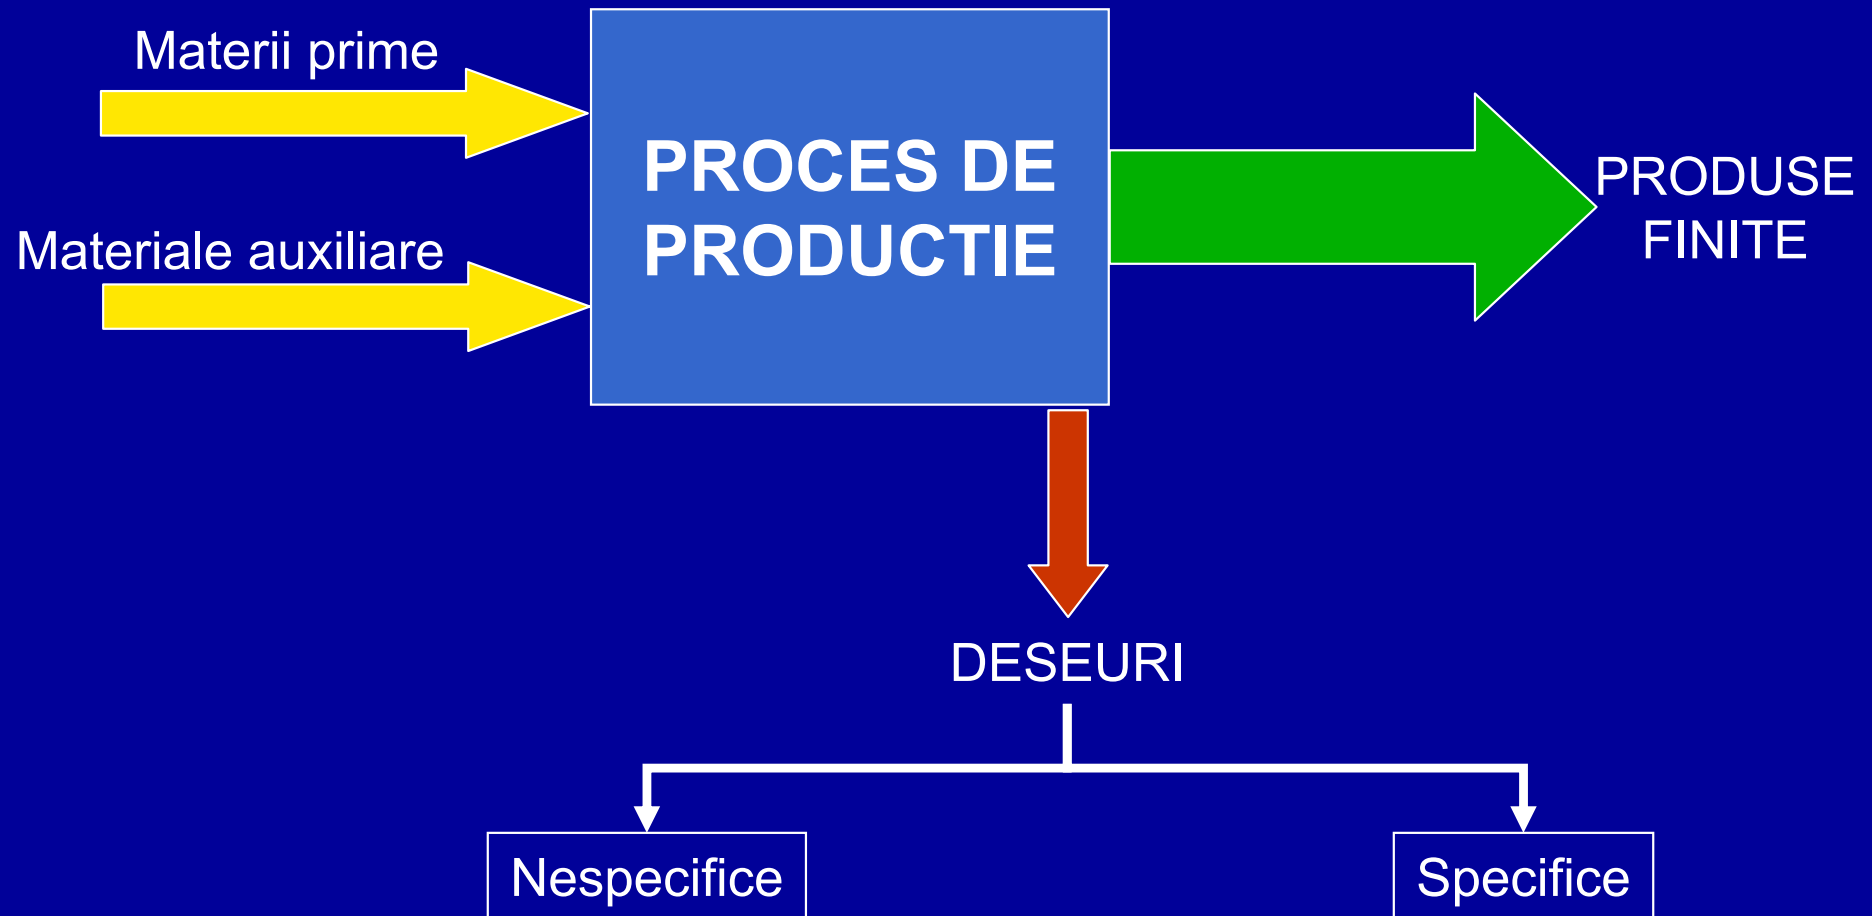 Materii prime
PROCES DE
PRODUCTIE
PRODUSE
FINITE
Materiale auxiliare
DESEURI
Nespecifice
Specifice